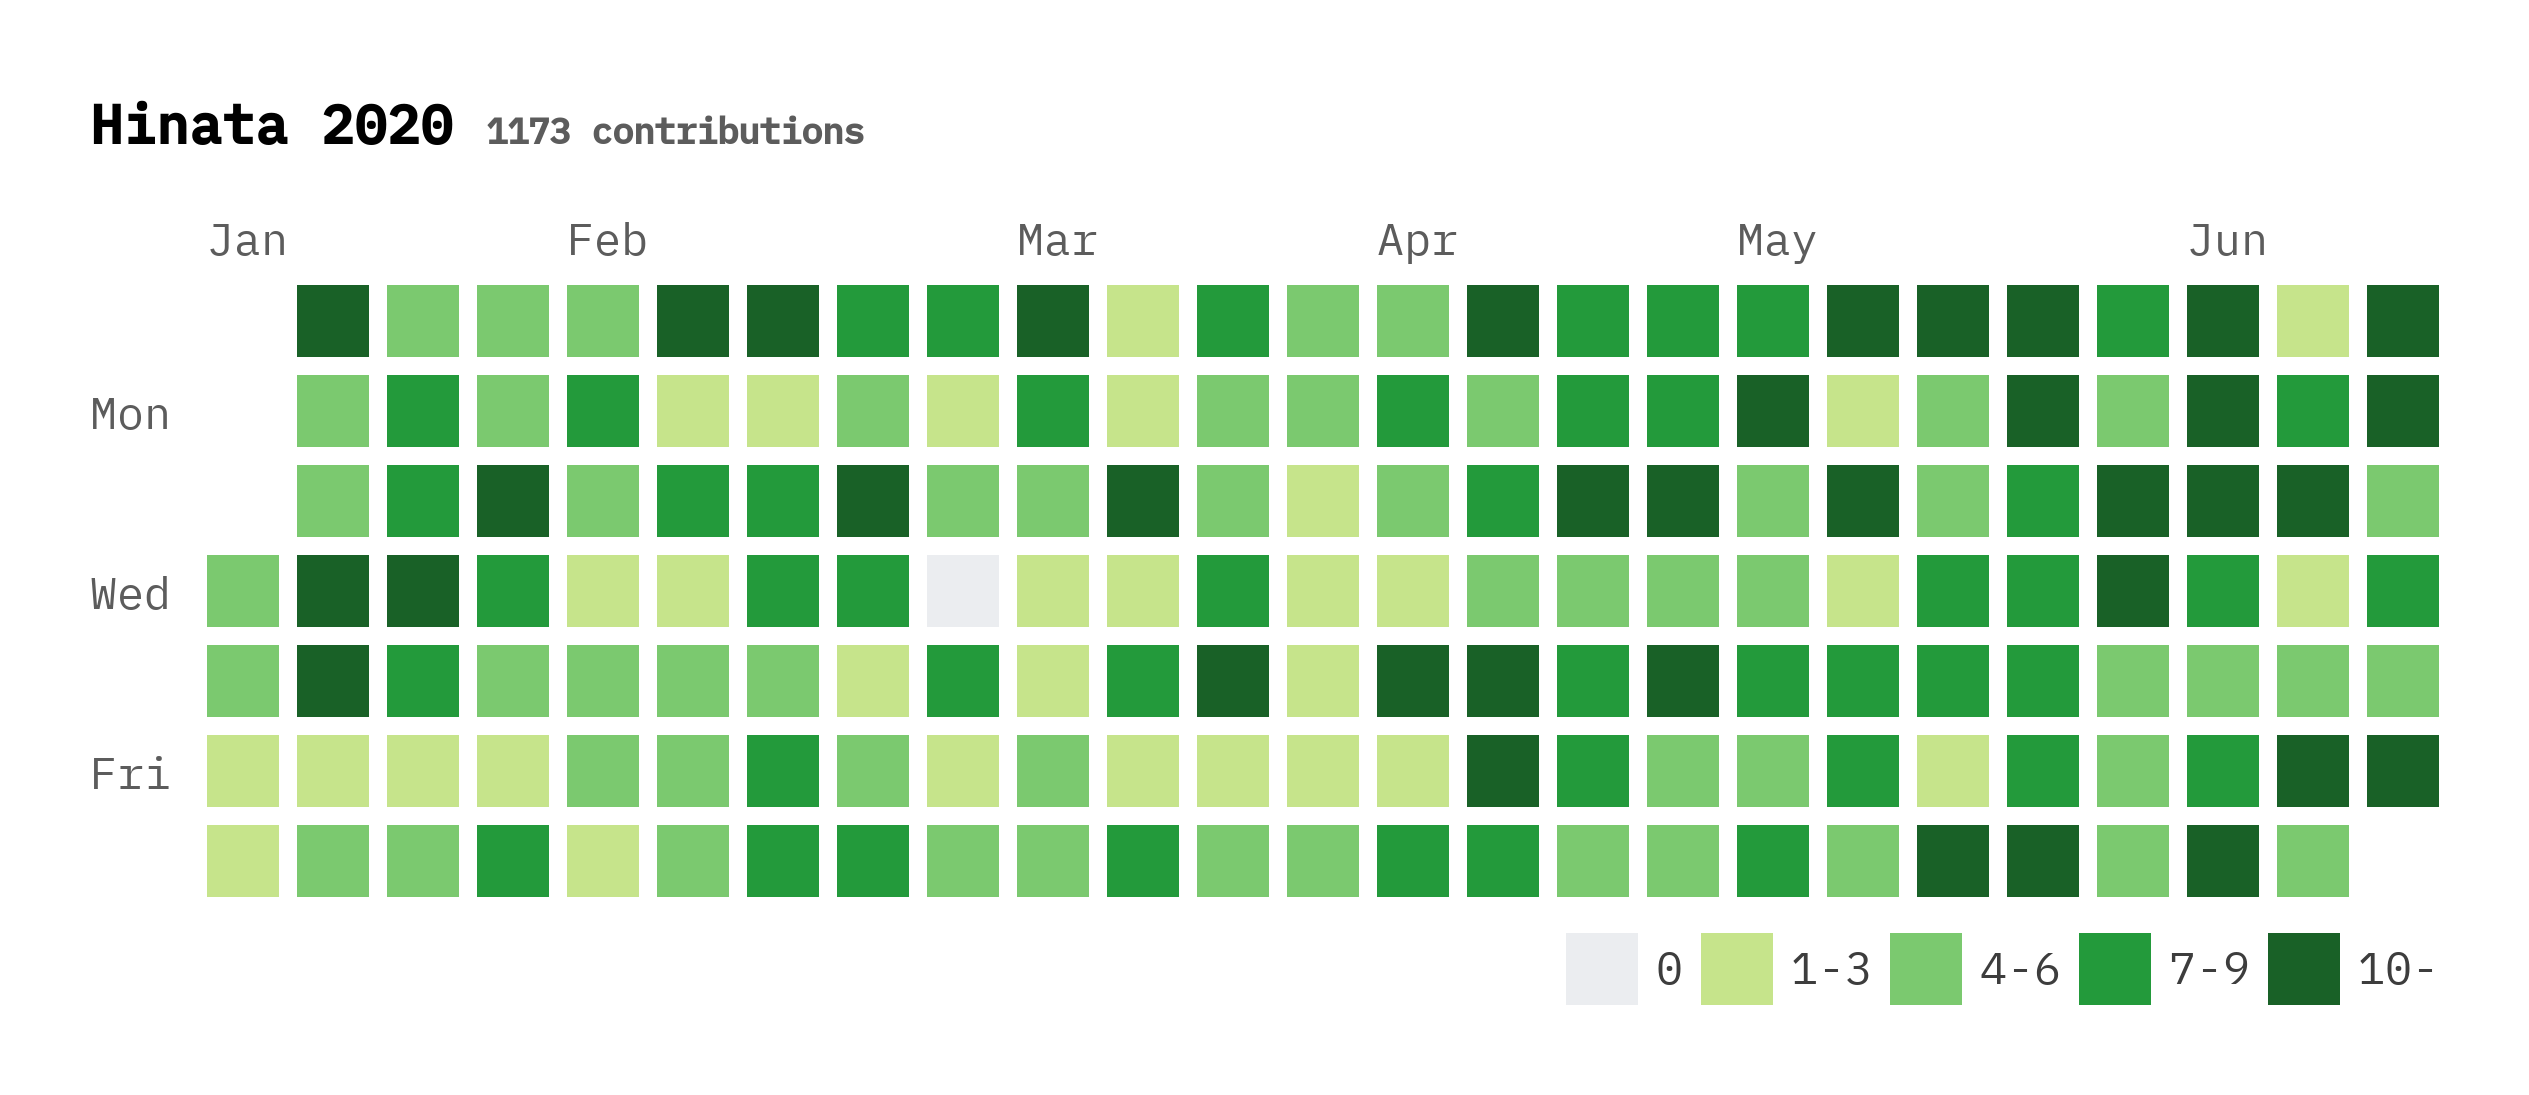 Hinata 2020 1173 contributions
Jan Feb Mar Apr May Jun
Mon
Wed
Fri
0 1-3 4-6 7-9 10-